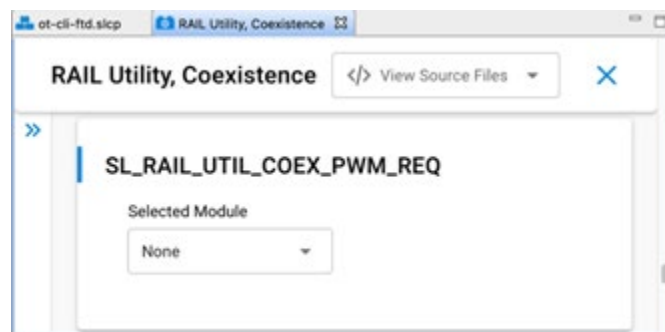 ot-cli-ftd.slcp RAIL Utility, Coexistence
RAIL Utility, Coexistence </> View Source Files
SL_RAIL_UTIL_COEX_PWM_REQ
Selected Module
None